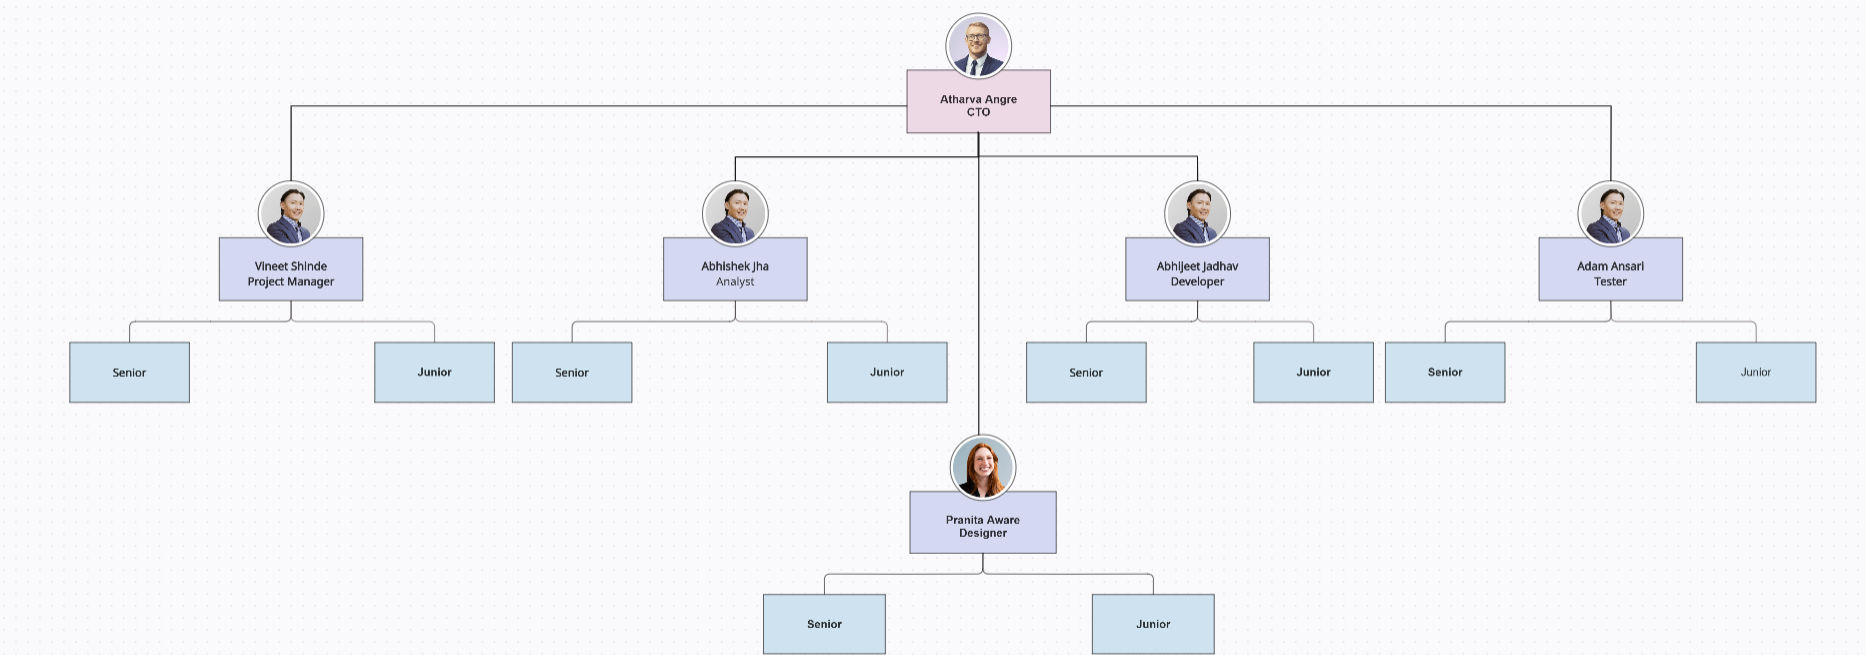 Atharva Angre
CTO
Vineet Shinde
Project Manager
Abhishek Jha
Analyst
Abhijeet Jadhav
Developer
Adam Ansari
Tester
Senior
Junior
Senior
Junior
Senior
Junior
Senior
Junior
Pranita Aware
Designer
Senior
Junior